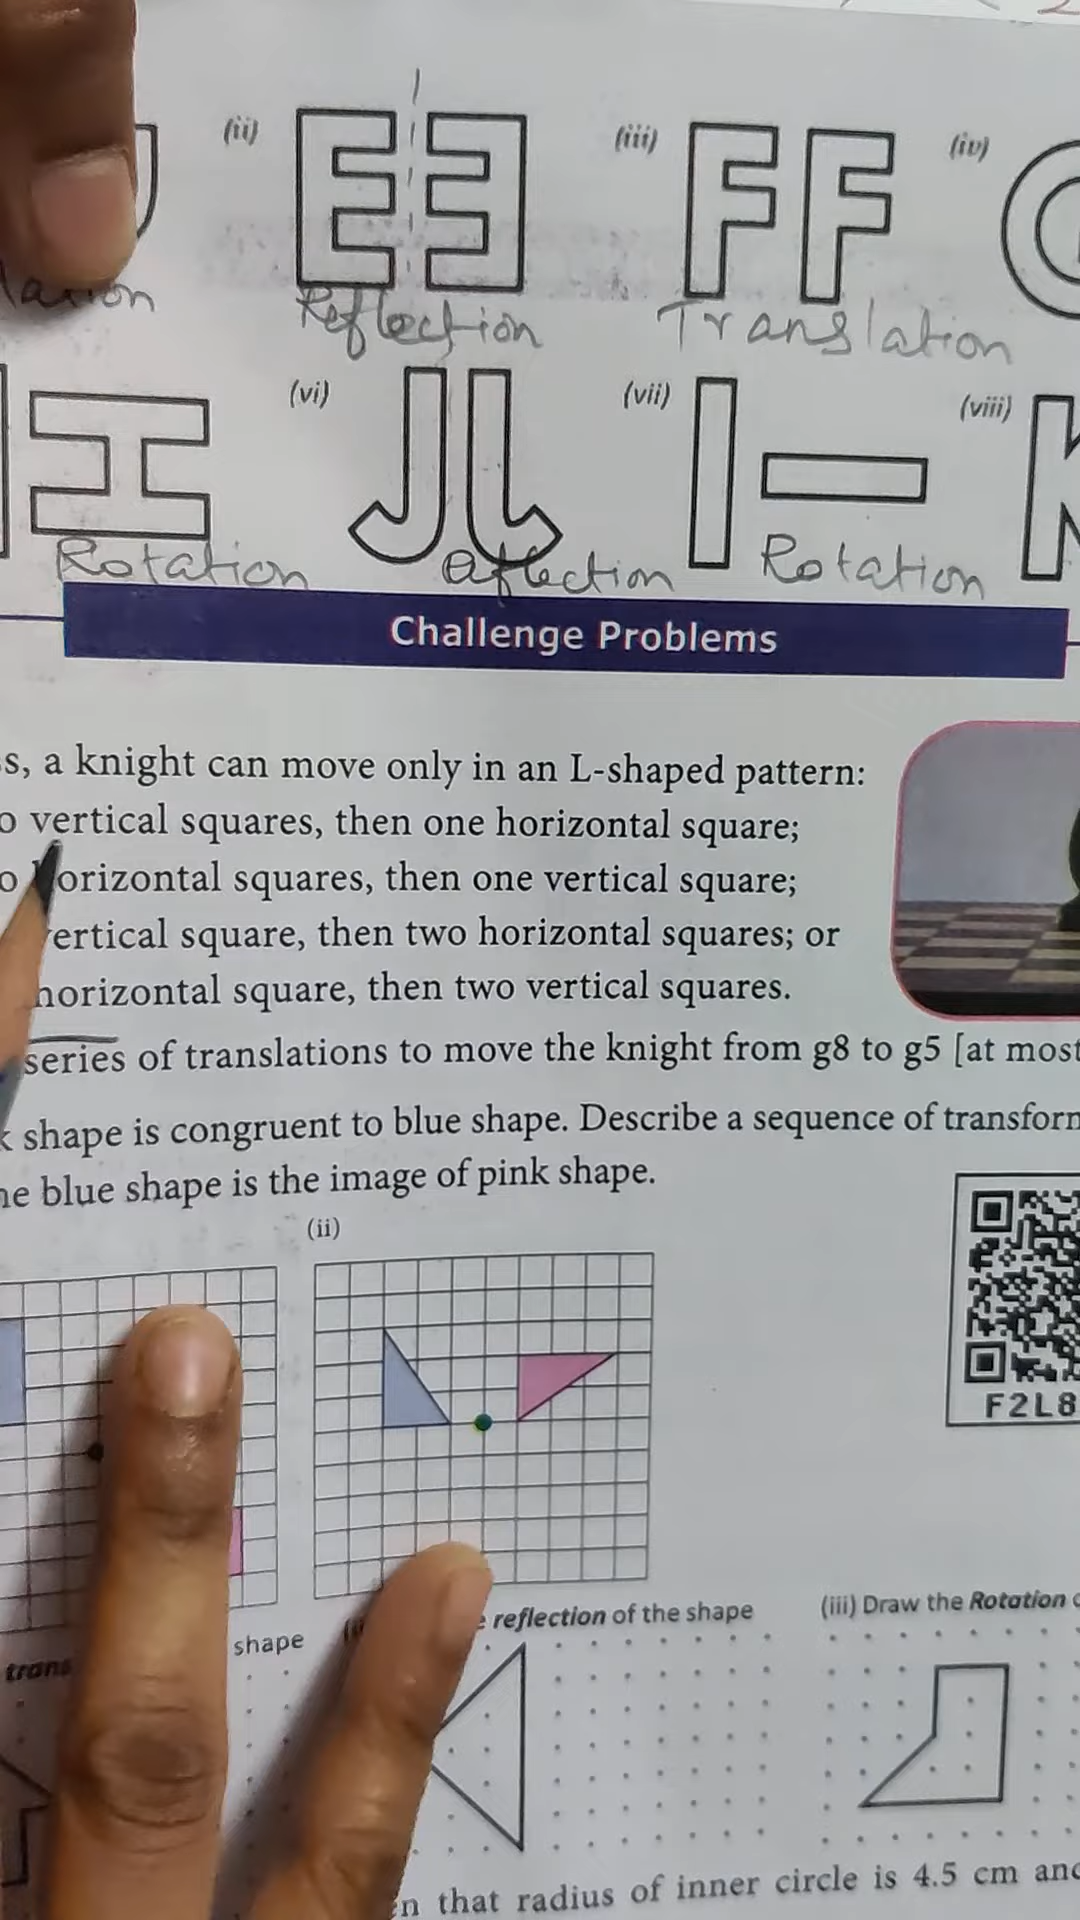 (ii) (iii) (iv)
E E F F
Reflection Translation
(vi) (vii) (viii)
Rotation Reflection Rotation
Challenge Problems
a knight can move only in an L-shaped pattern:
vertical squares, then one horizontal square;
horizontal squares, then one vertical square;
vertical square, then two horizontal squares; or
horizontal square, then two vertical squares.
series of translations to move the knight from g8 to g5 [at most
shape is congruent to blue shape. Describe a sequence of transform
blue shape is the image of pink shape.
(ii)
F2L8
reflection of the shape (iii) Draw the Rotation
shape
trans
that radius of inner circle is 4.5 cm and